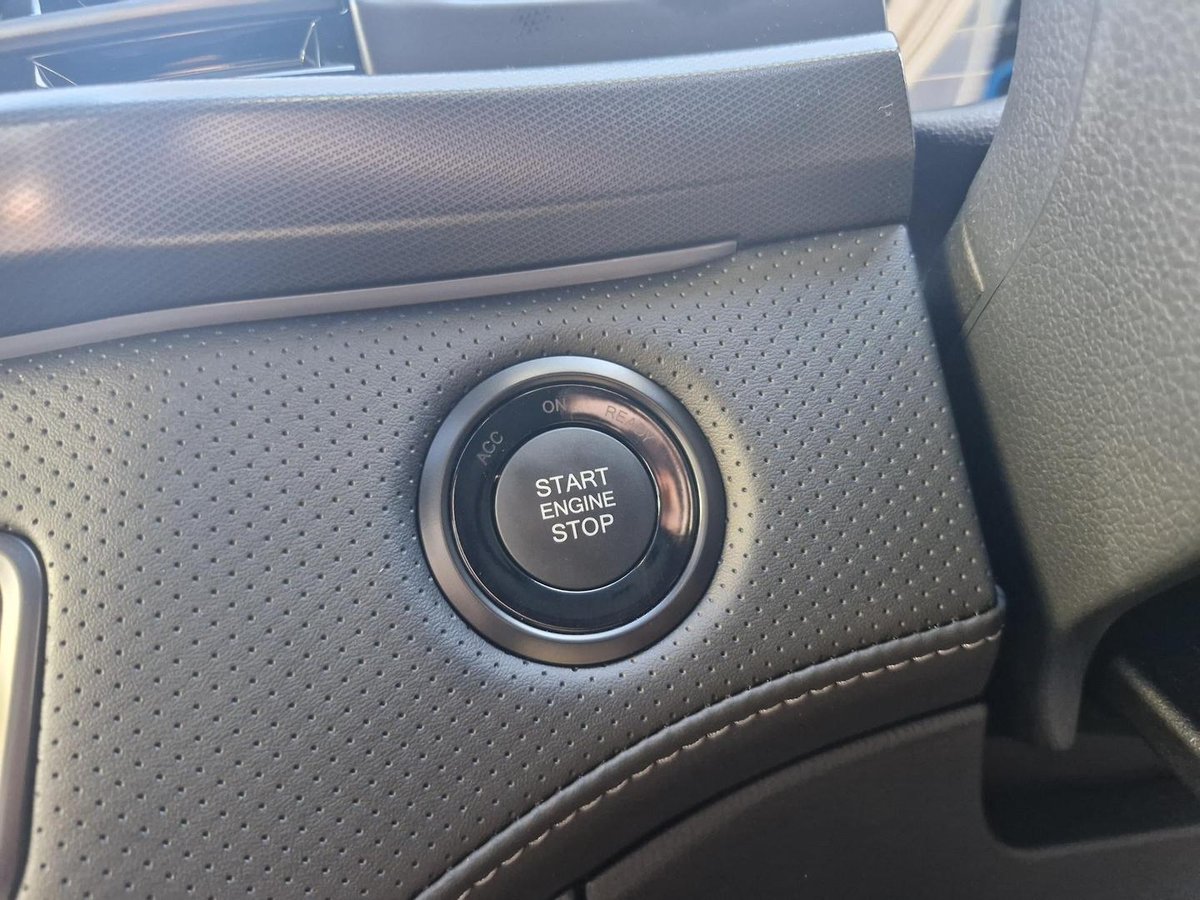 ACC
ON
READY
START
ENGINE
STOP